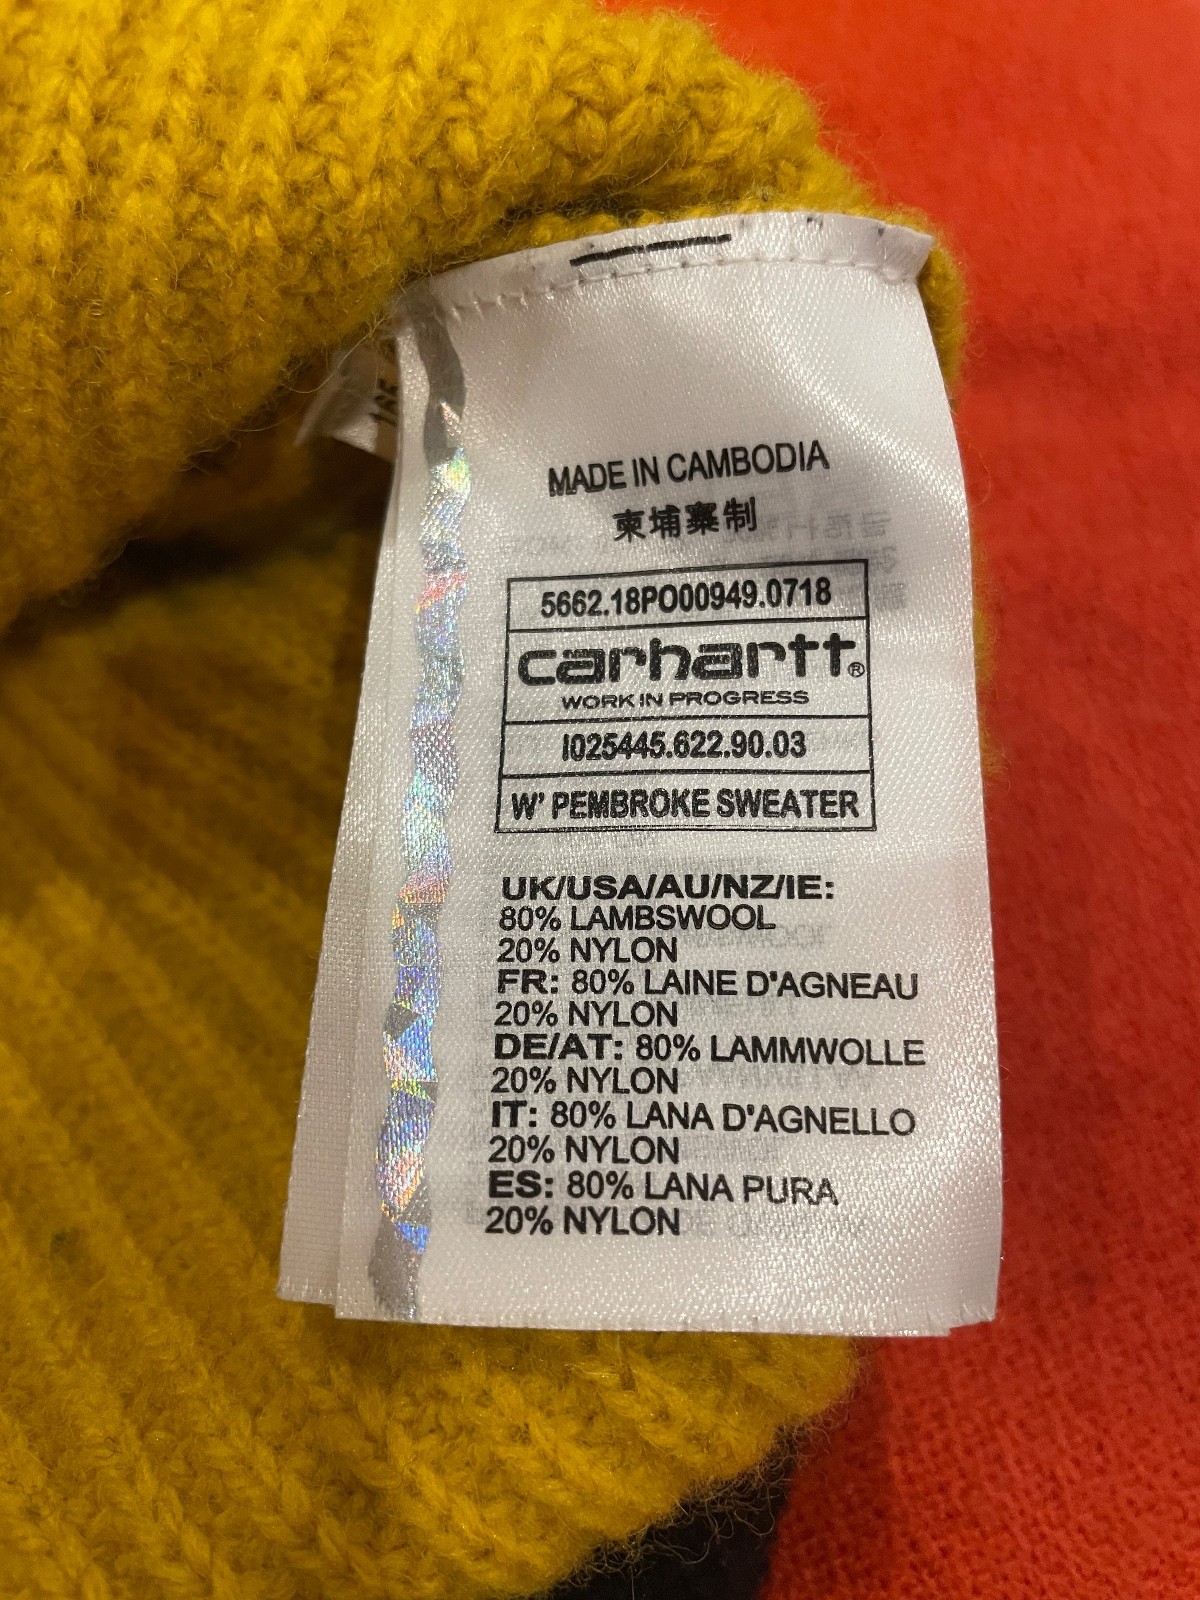 MADE IN CAMBODIA
柬埔寨制
5662.18PO00949.0718
carhartt®
WORK IN PROGRESS
I025445.622.90.03
W' PEMBROKE SWEATER
UK/USA/AU/NZ/IE:
80% LAMBSWOOL
20% NYLON
FR: 80% LAINE D'AGNEAU
20% NYLON
DE/AT: 80% LAMMWOLLE
20% NYLON
IT: 80% LANA D'AGNELLO
20% NYLON
ES: 80% LANA PURA
20% NYLON